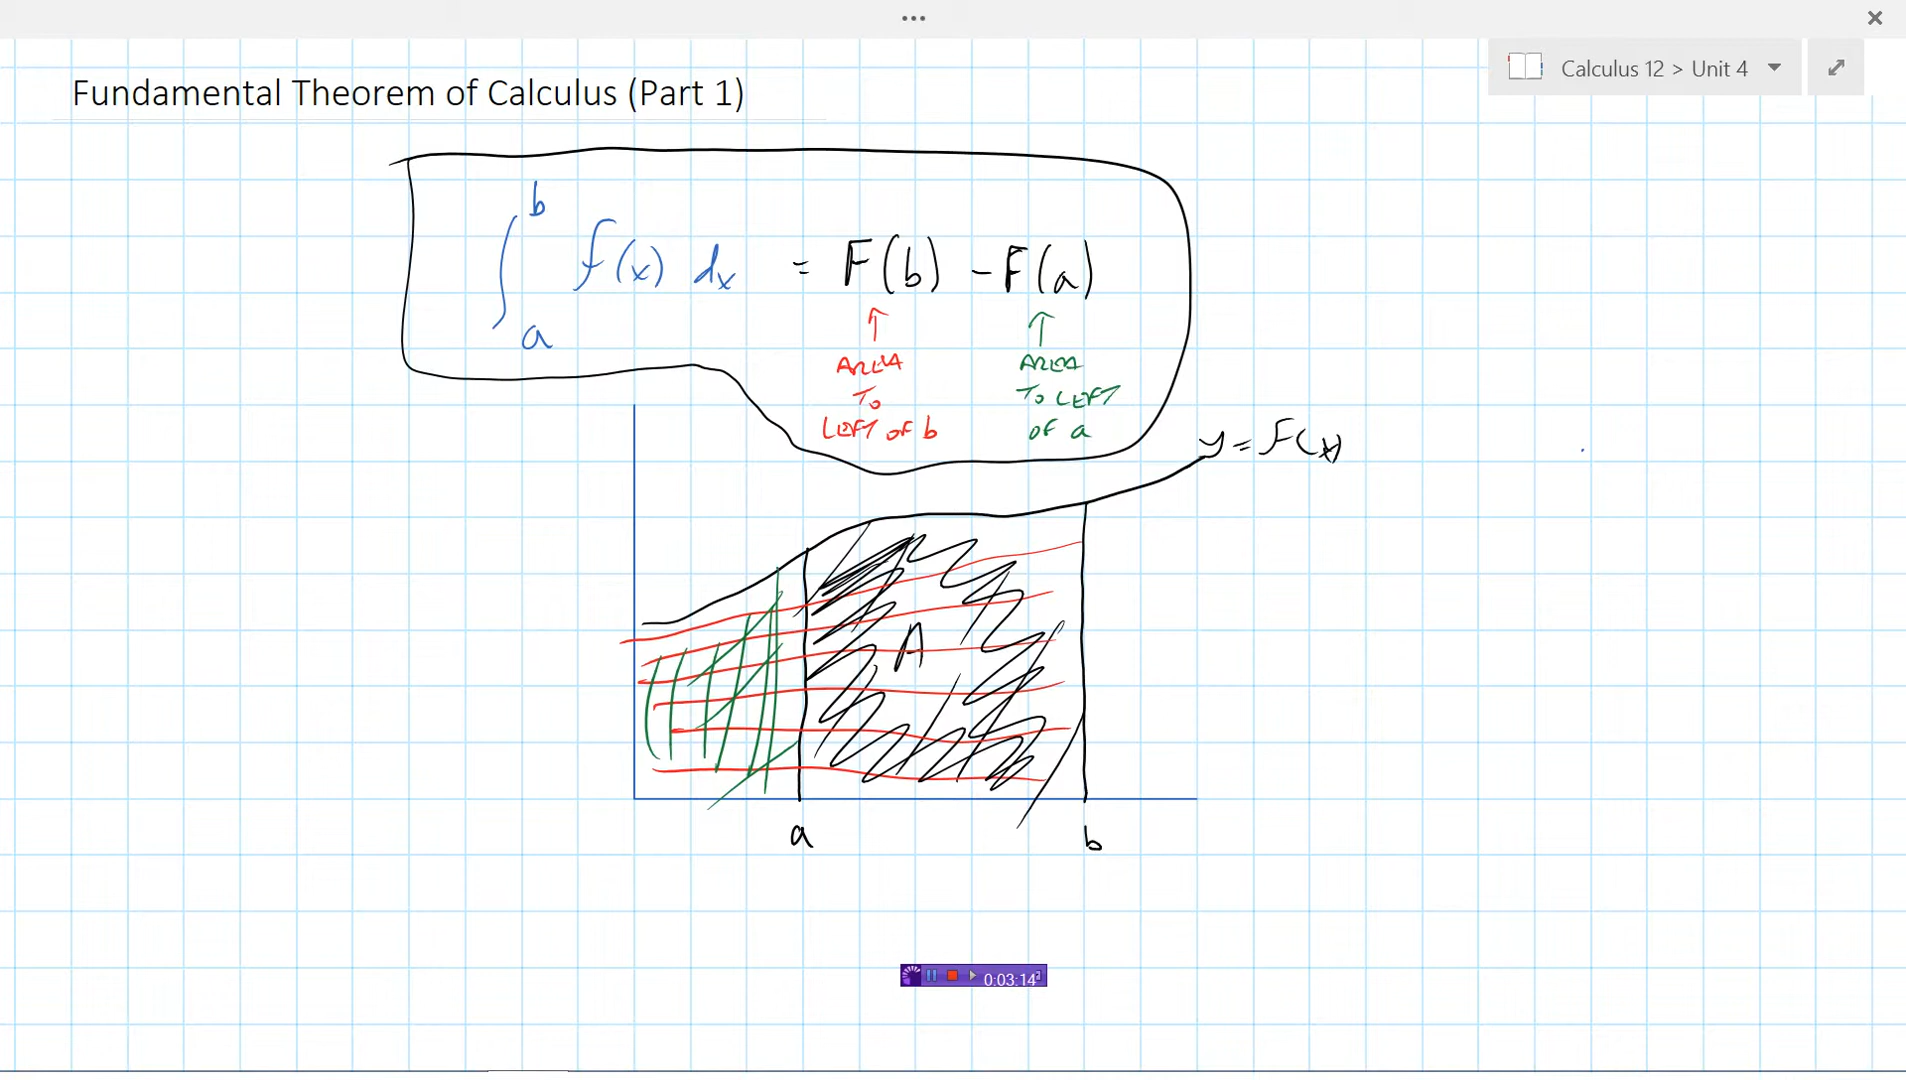 ...
Calculus 12 > Unit 4
Fundamental Theorem of Calculus (Part 1)
∫ₐᵇ f(x) dx = F(b) - F(a)
↑ ↑
AREA
TO
LEFT OF b
AREA
TO LEFT
OF a
y = f(x)
A
a b
0:03:14